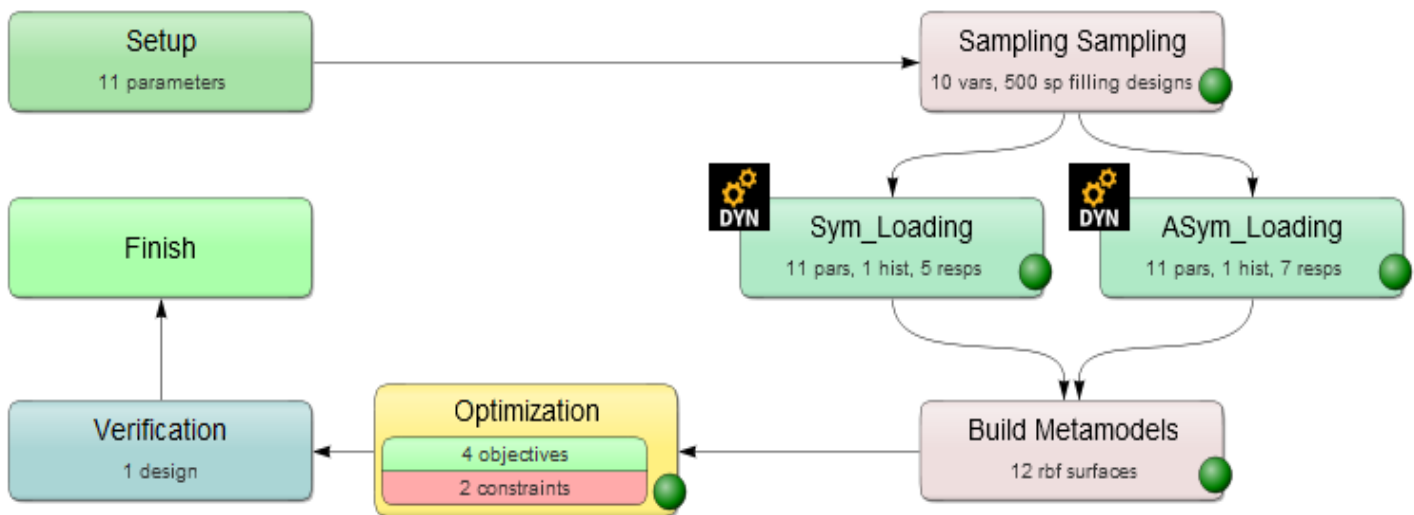 Setup
11 parameters
Sampling Sampling
10 vars, 500 sp filling designs
DYN
Sym_Loading
11 pars, 1 hist, 5 resps
DYN
ASym_Loading
11 pars, 1 hist, 7 resps
Finish
Verification
1 design
Optimization
4 objectives
2 constraints
Build Metamodels
12 rbf surfaces